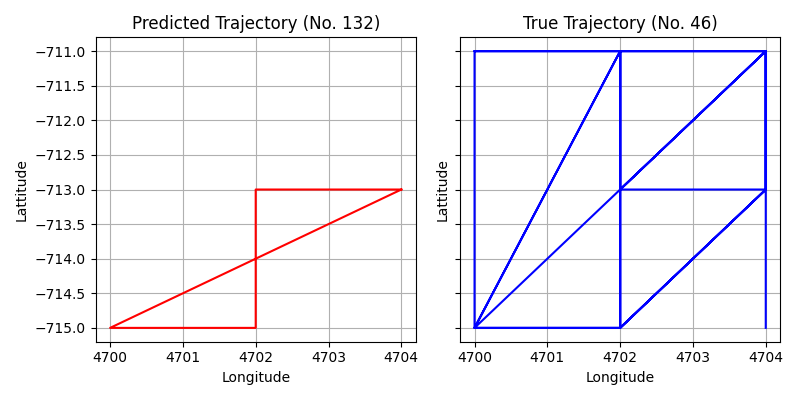 Predicted Trajectory (No. 132)
True Trajectory (No. 46)
−711.0
−711.5
−712.0
−712.5
−713.0
−713.5
−714.0
−714.5
−715.0
Lattitude
Lattitude
4700 4701 4702 4703 4704
4700 4701 4702 4703 4704
Longitude
Longitude